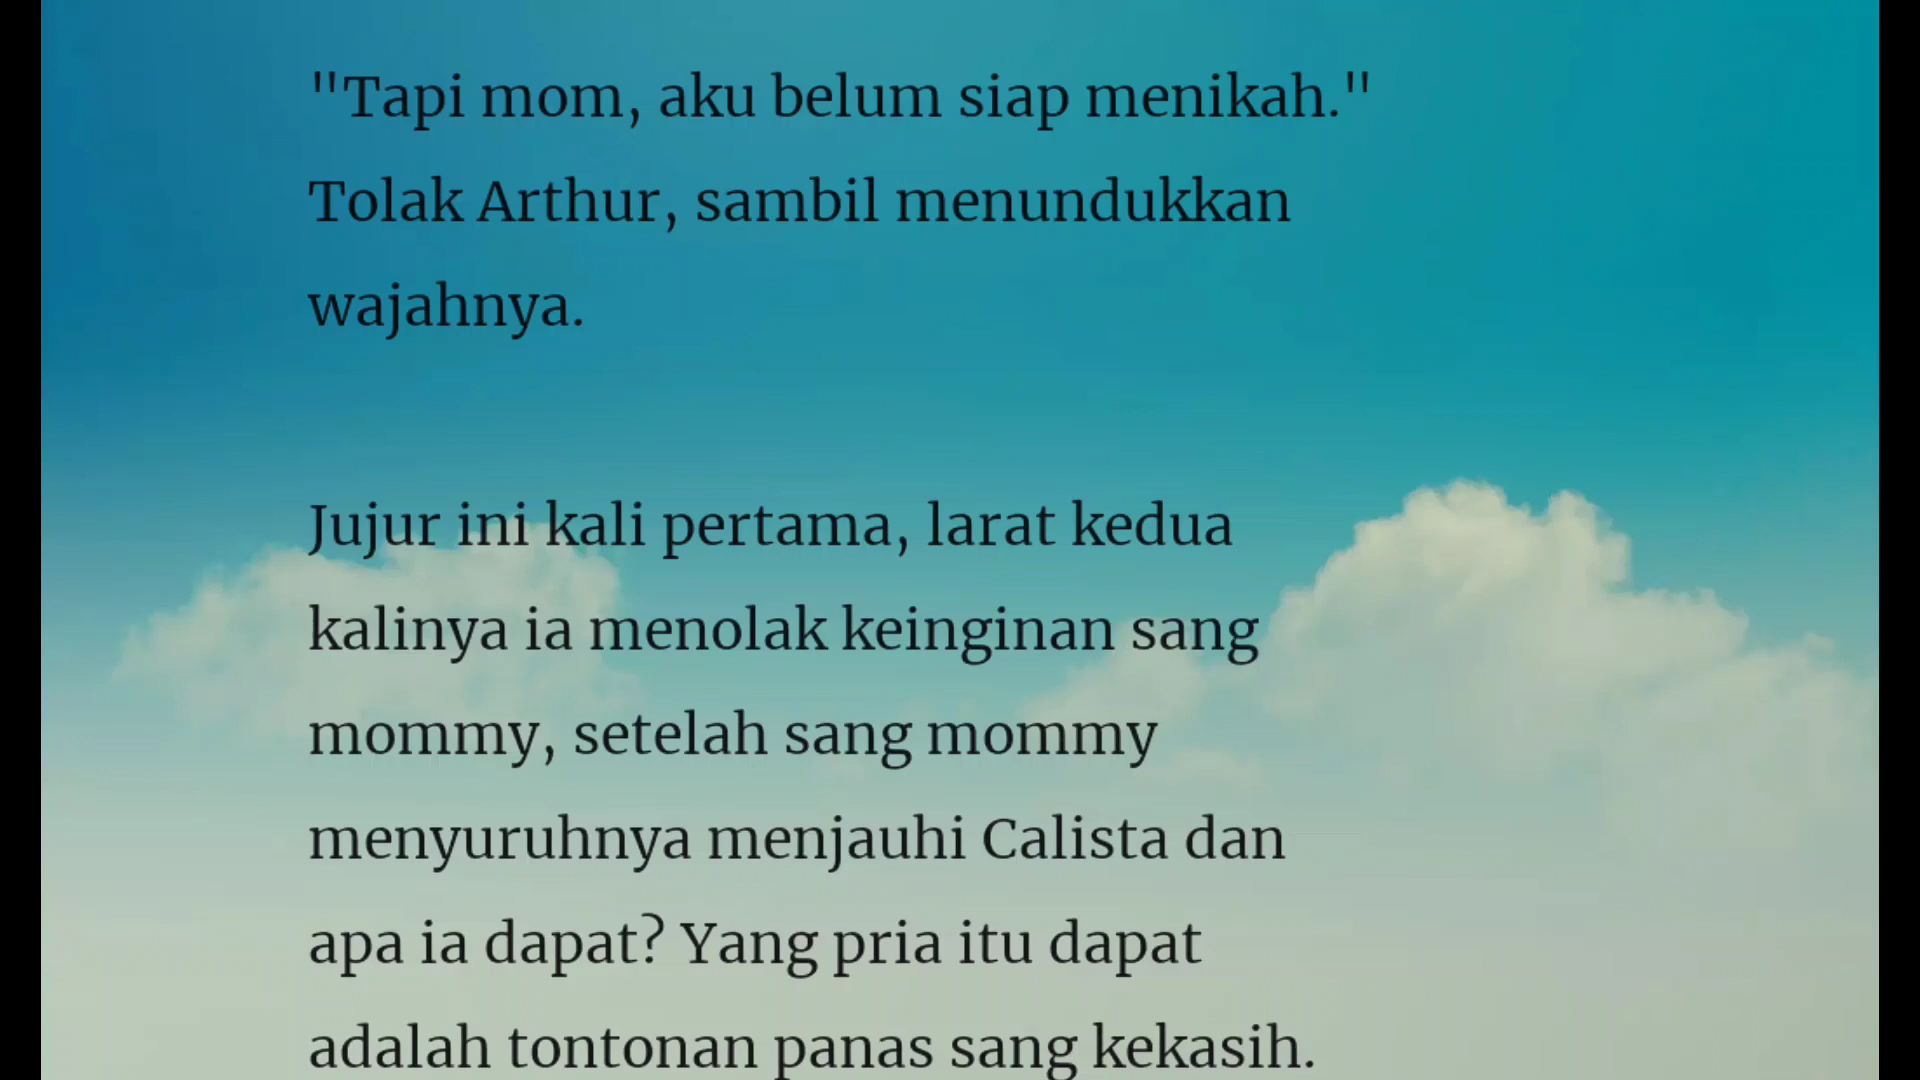 "Tapi mom, aku belum siap menikah."
Tolak Arthur, sambil menundukkan
wajahnya.
Jujur ini kali pertama, larat kedua
kalinya ia menolak keinginan sang
mommy, setelah sang mommy
menyuruhnya menjauhi Calista dan
apa ia dapat? Yang pria itu dapat
adalah tontonan panas sang kekasih.